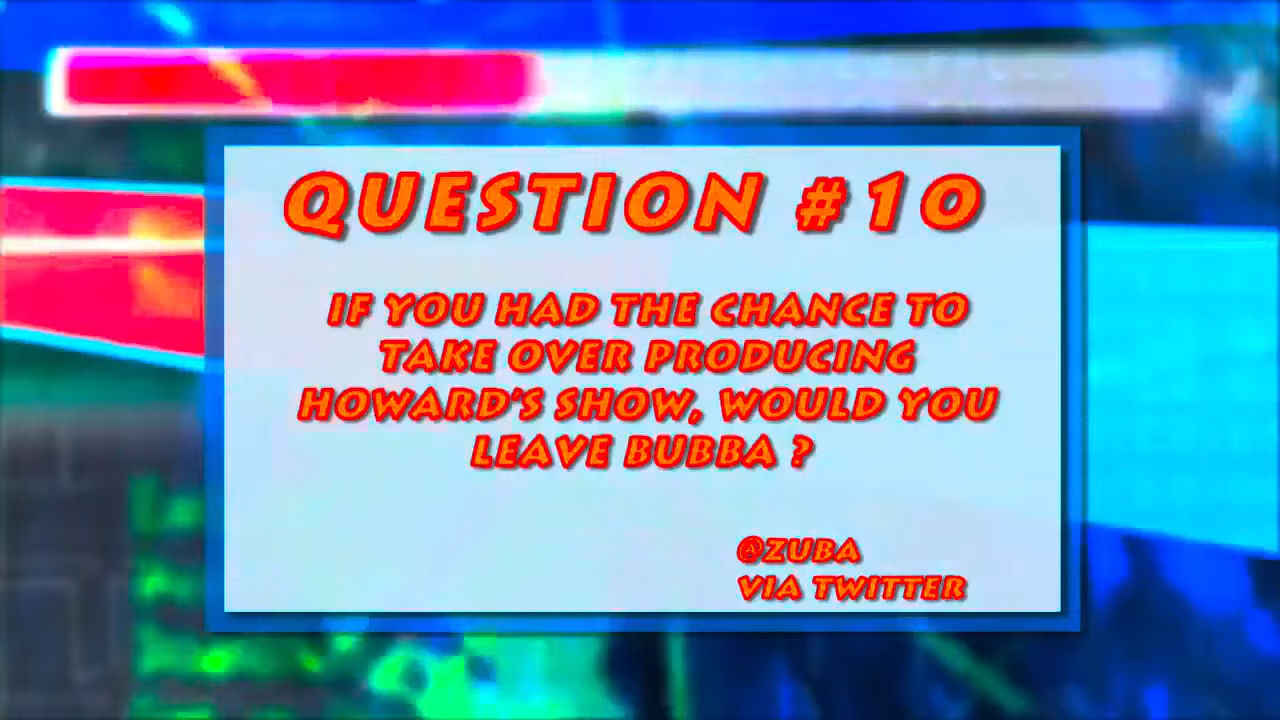 QUESTION #10
IF YOU HAD THE CHANCE TO
TAKE OVER PRODUCING
HOWARD'S SHOW, WOULD YOU
LEAVE BUBBA ?
@ZUBA
VIA TWITTER